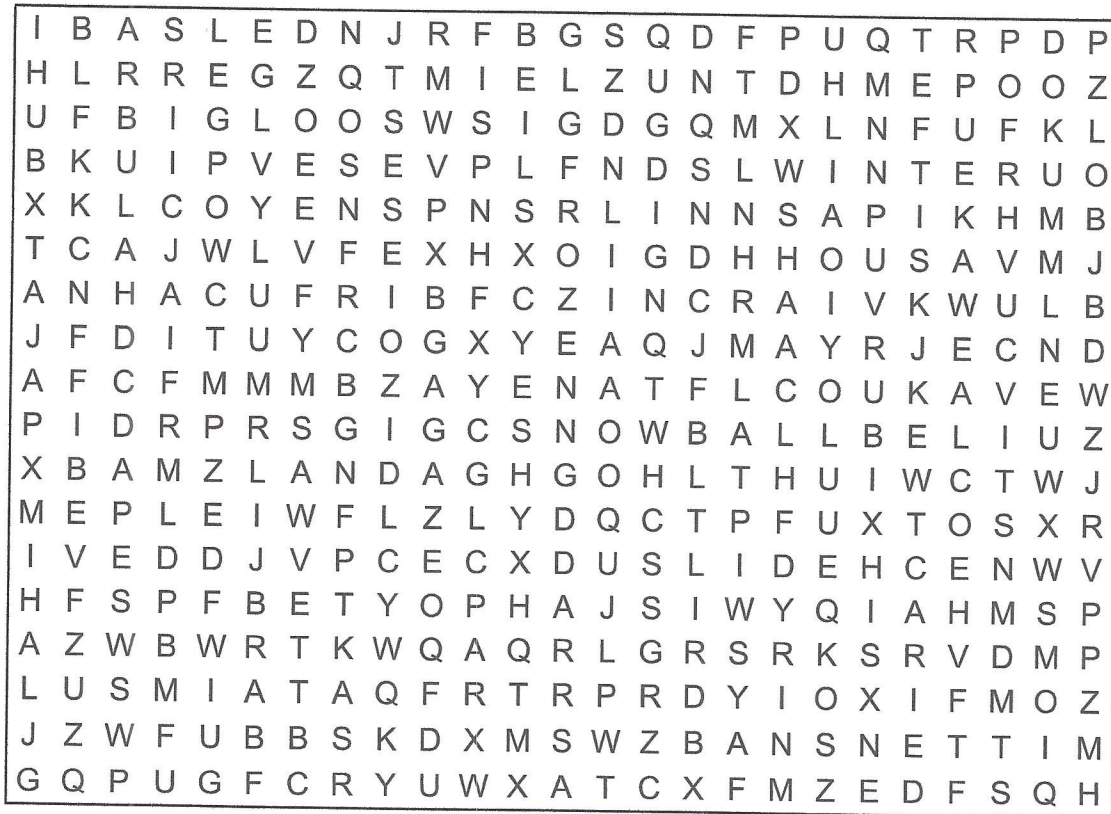 I B A S L E D N J R F B G S Q D F P U Q T R P D P
H L R R E G Z Q T M I E L Z U N T D H M E P O O Z
U F B I G L O O S W S I G D G Q M X L N F U F K L
B K U I P V E S E V P L F N D S L W I N T E R U O
X K L C O Y E N S P N S R L I N N S A P I K H M B
T C A J W L V F E X H X O I G D H H O U S A V M J
A N H A C U F R I B F C Z I N C R A I V K W U L B
J F D I T U Y C O G X Y E A Q J M A Y R J E C N D
A F C F M M M B Z A Y E N A T F L C O U K A V E W
P I D R P R S G I G C S N O W B A L L B E L I U Z
X B A M Z L A N D A G H G O H L T H U I W C T W J
M E P L E I W F L Z L Y D Q C T P F U X T O S X R
I V E D D J V P C E C X D U S L I D E H C E N W V
H F S P F B E T Y O P H A J S I W Y Q I A H M S P
A Z W B W R T K W Q A Q R L G R S R K S R V D M P
L U S M I A T A Q F R T R P R D Y I O X I F M O Z
J Z W F U B B S K D X M S W Z B A N S N E T T I M
G Q P U G F C R Y U W X A T C X F M Z E D F S Q H